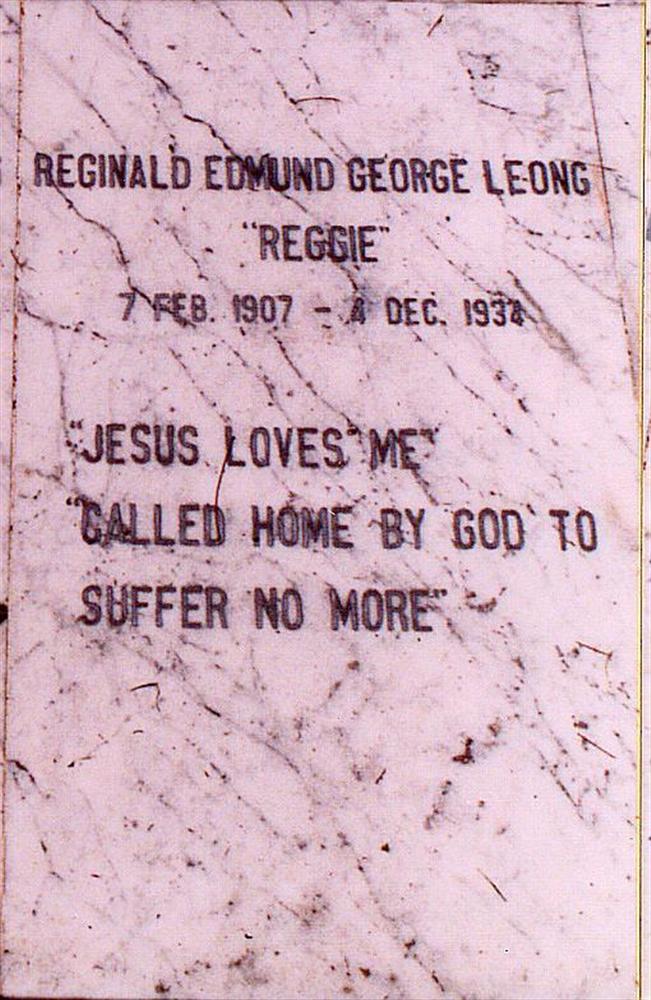 REGINALD EDMUND GEORGE LEONG
"REGGIE"
7 FEB. 1907 - 4 DEC. 1934
"JESUS LOVES ME"
"CALLED HOME BY GOD TO
SUFFER NO MORE"